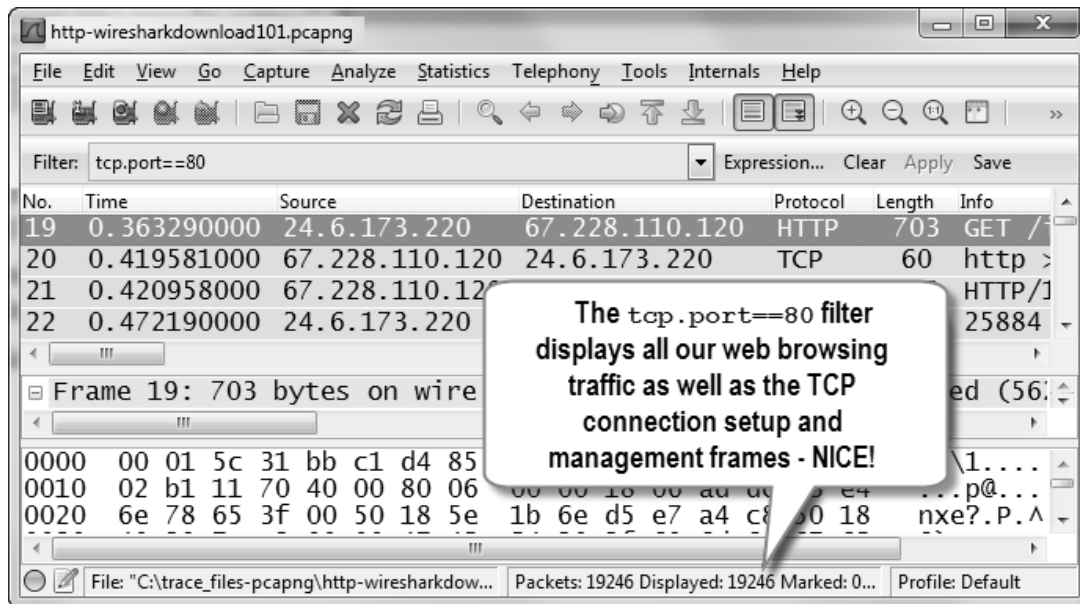 http-wiresharkdownload101.pcapng
File Edit View Go Capture Analyze Statistics Telephony Tools Internals Help
Filter: tcp.port==80 Expression... Clear Apply Save
No. Time Source Destination Protocol Length Info
19 0.363290000 24.6.173.220 67.228.110.120 HTTP 703 GET
20 0.419581000 67.228.110.120 24.6.173.220 TCP 60 http >
21 0.420958000 67.228.110.120 HTTP/1
22 0.472190000 24.6.173.220 25884
The tcp.port==80 filter
displays all our web browsing
traffic as well as the TCP
connection setup and
management frames - NICE!
Frame 19: 703 bytes on wire ed (562
0000 00 01 5c 31 bb c1 d4 85 \1....
0010 02 b1 11 70 40 00 80 06 ...p@...
0020 6e 78 65 3f 00 50 18 5e 1b 6e d5 e7 a4 c8 50 18 nxe?.P.^
File: "C:\trace_files-pcapng\http-wiresharkdow... Packets: 19246 Displayed: 19246 Marked: 0... Profile: Default